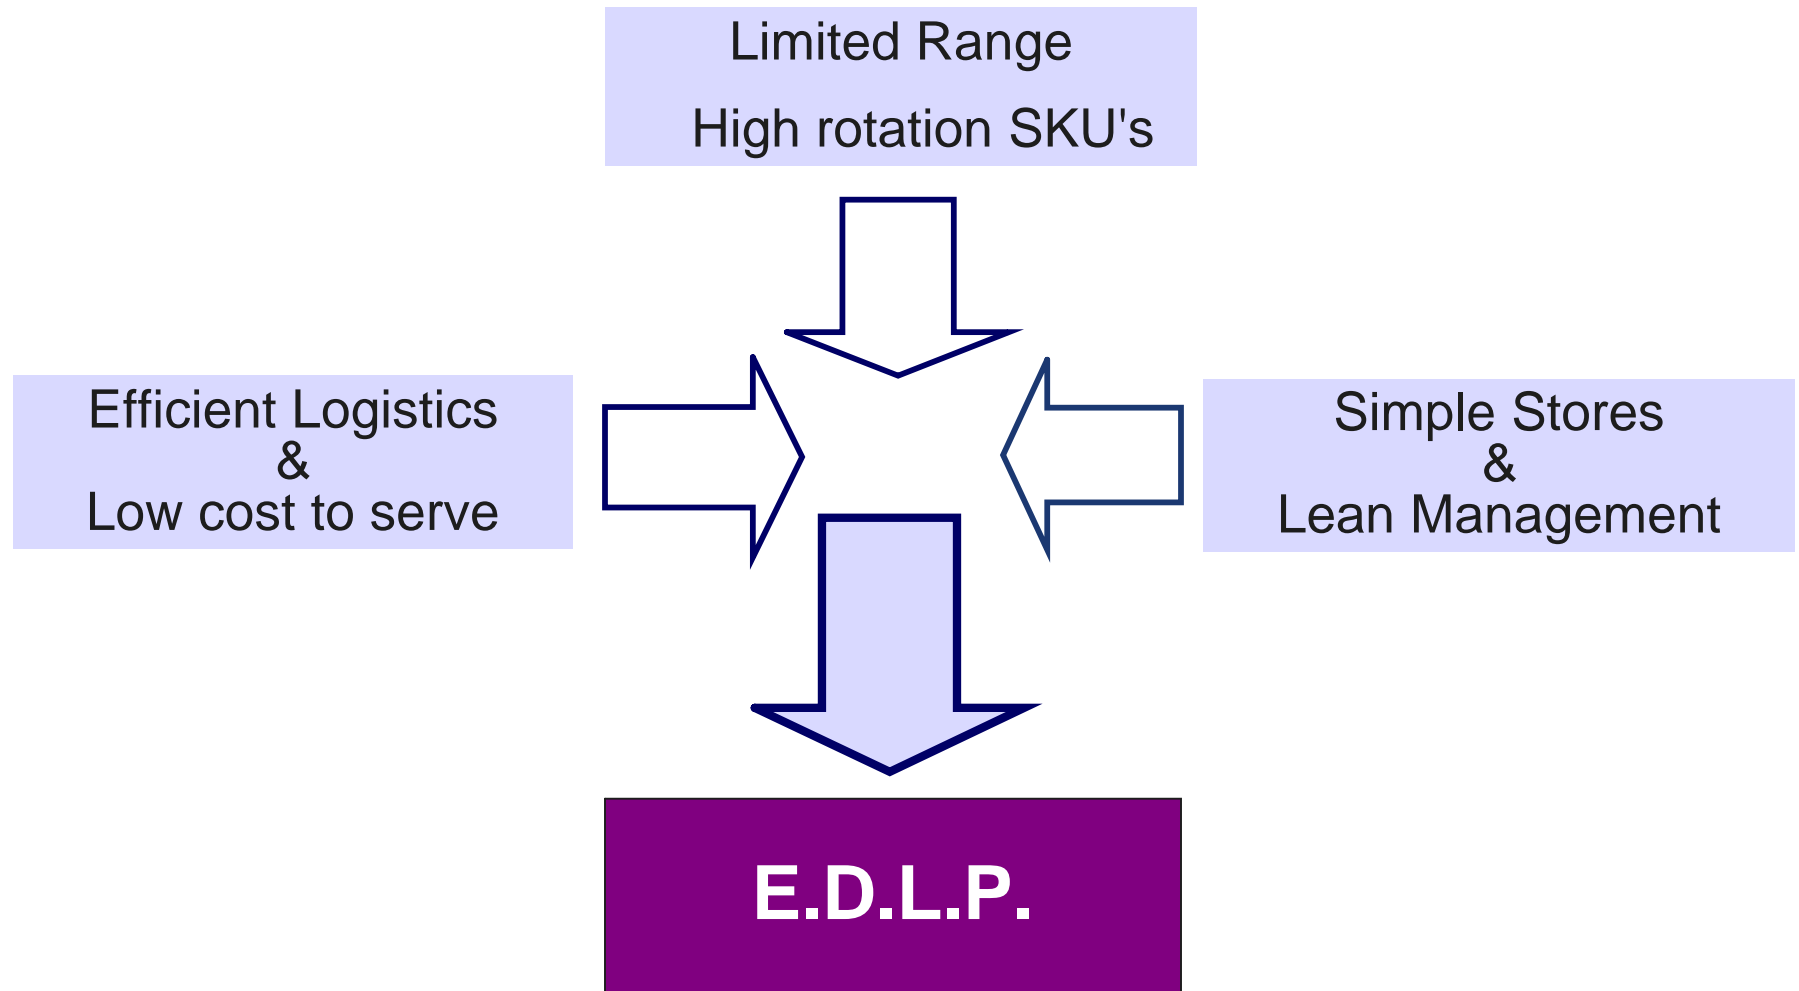 Limited Range
High rotation SKU's
Efficient Logistics
&
Low cost to serve
Simple Stores
&
Lean Management
E.D.L.P.